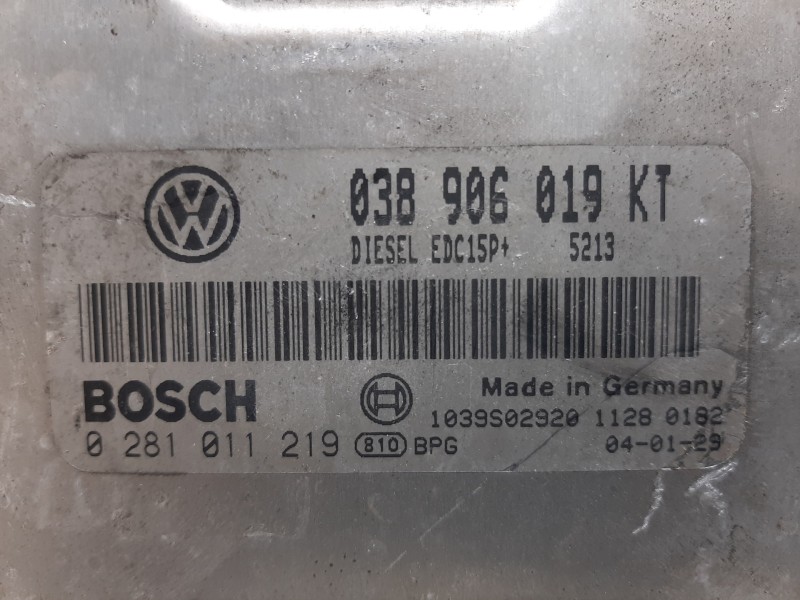 VW
038 906 019 KT
DIESEL EDC15P+ 5213
BOSCH
Made in Germany
1039S02920 1128 0182
0 281 011 219 810 BPG
04-01-29